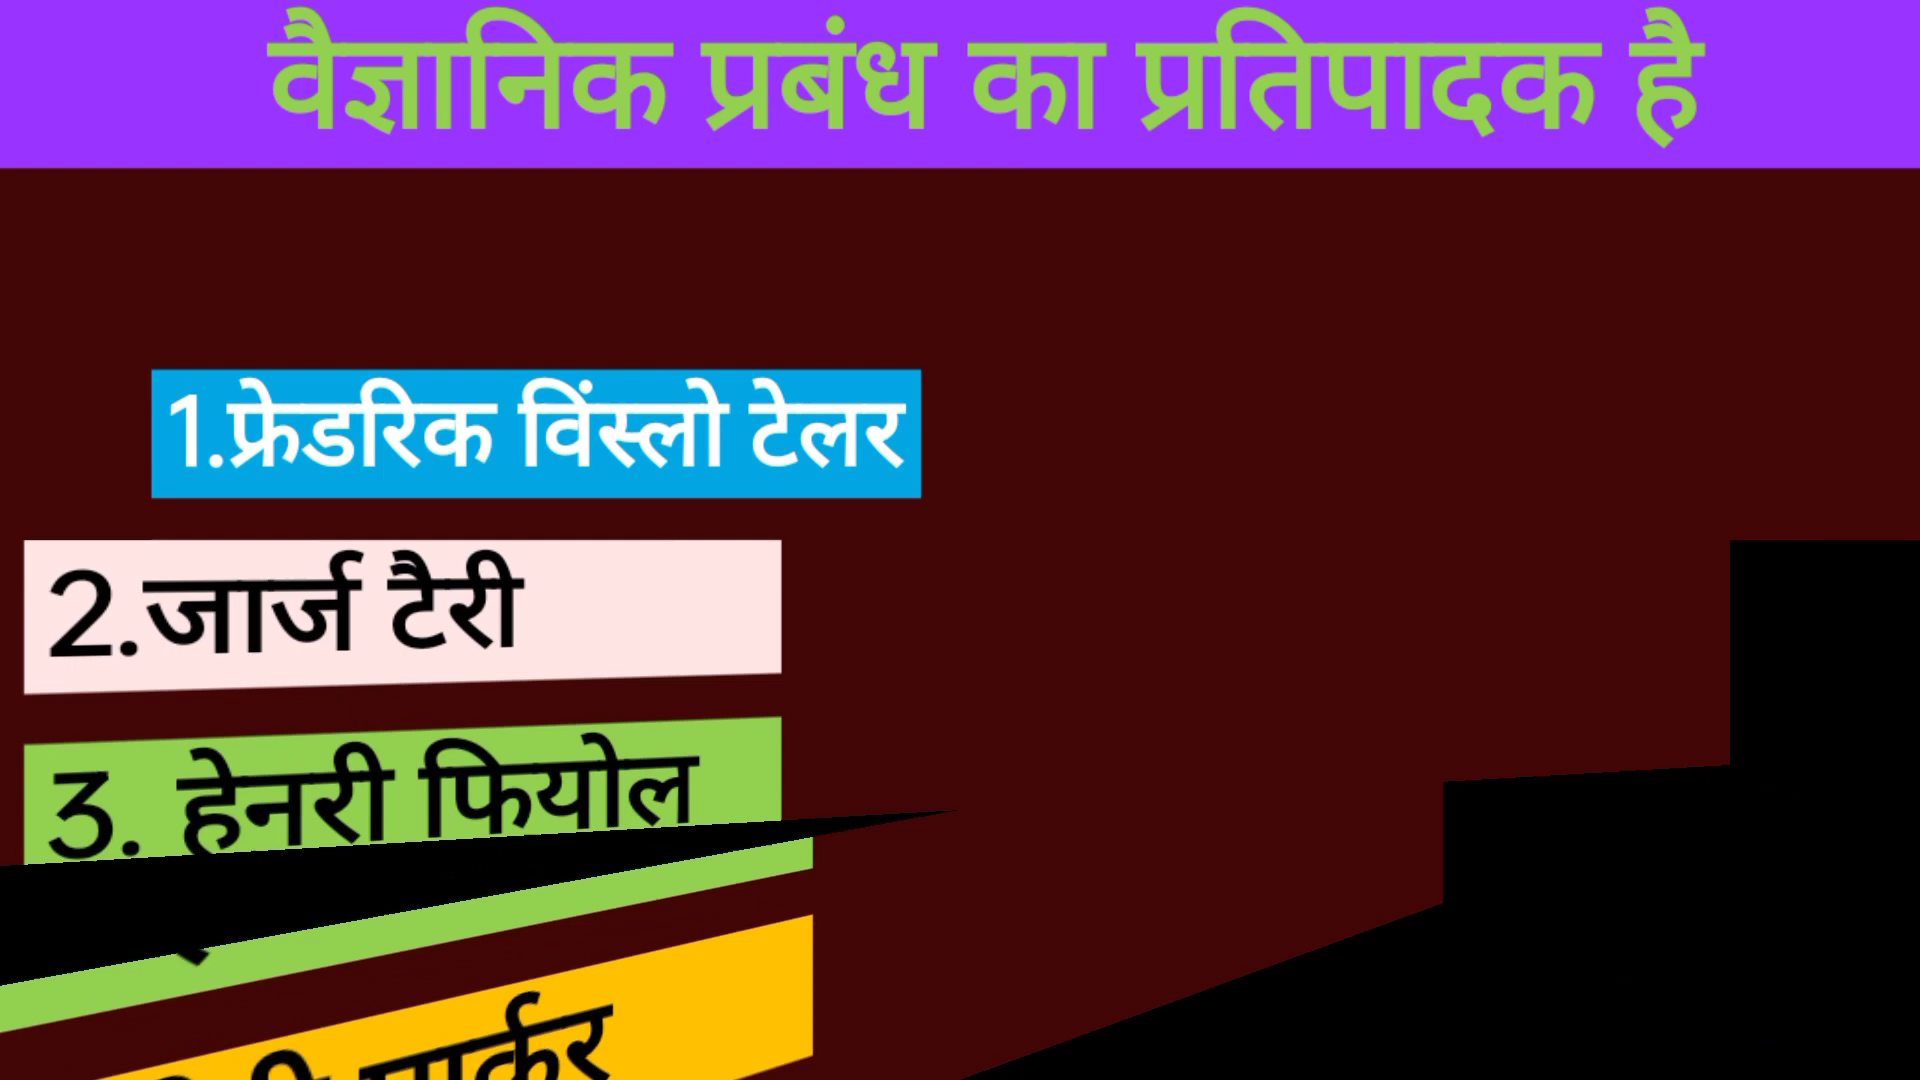 वैज्ञानिक प्रबंध का प्रतिपादक है
1.फ्रेडरिक विंस्लो टेलर
2.जार्ज टैरी
3. हेनरी फियोल